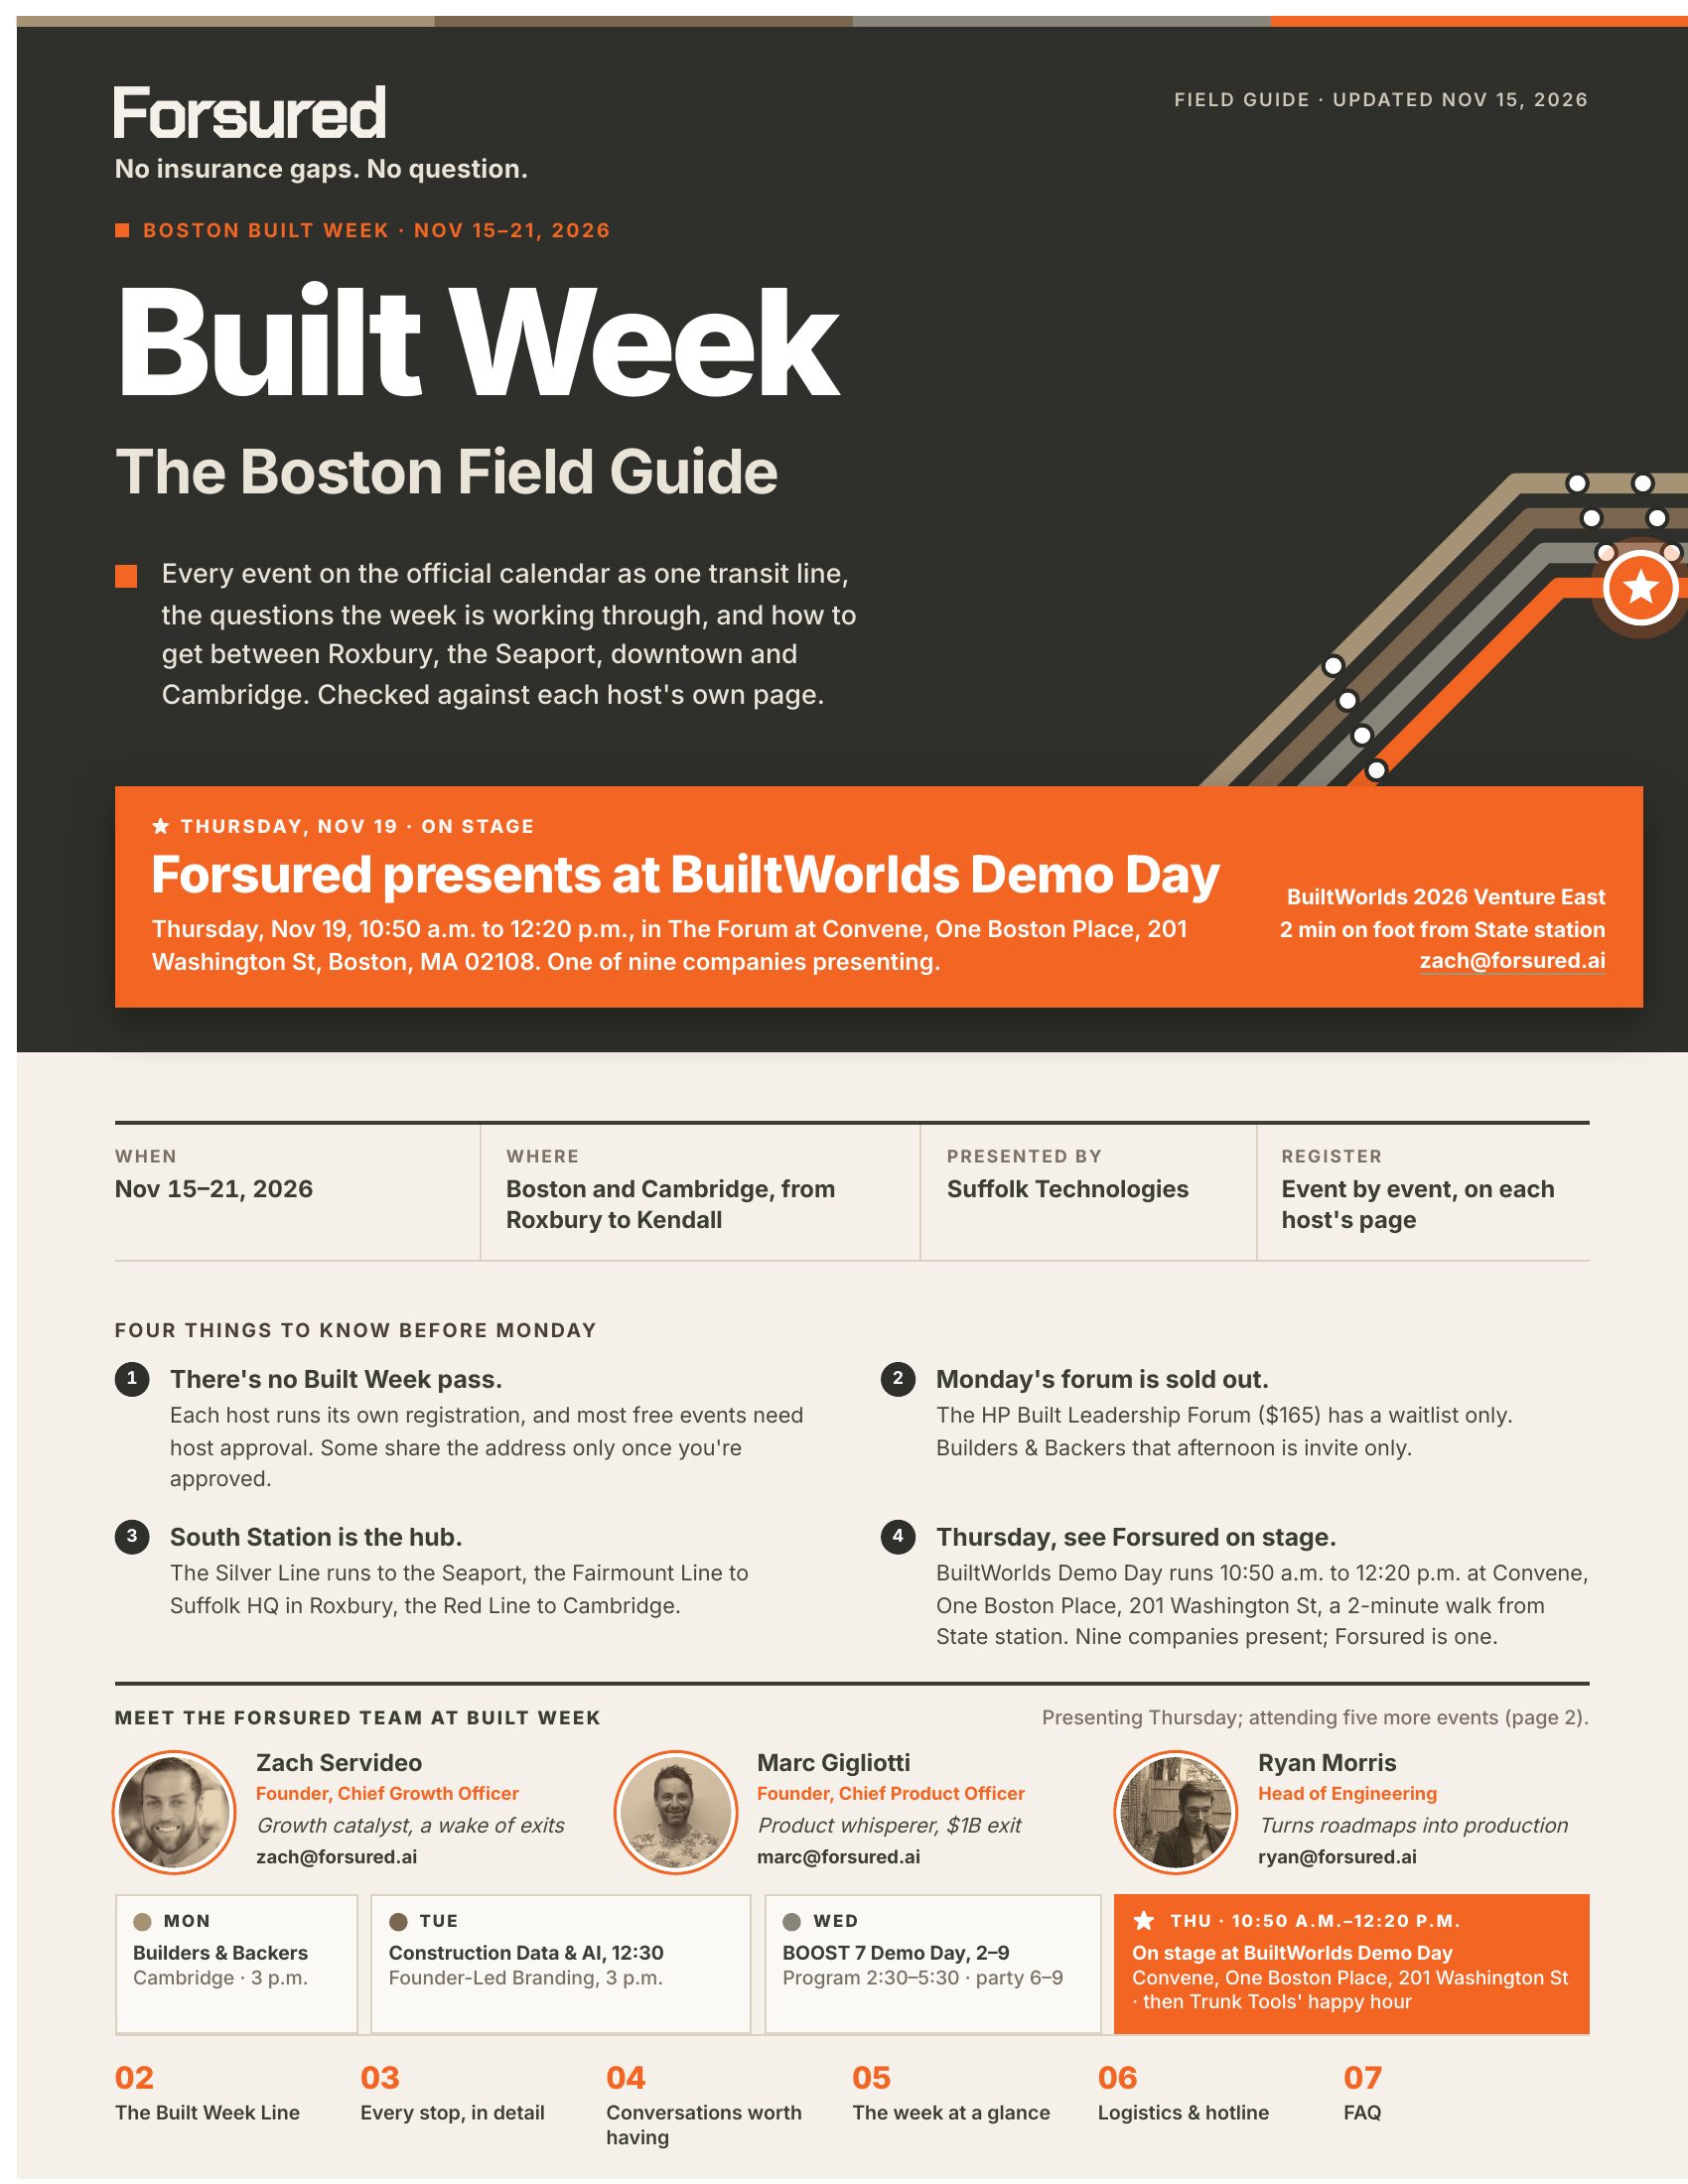 Forsured
No insurance gaps. No question.
FIELD GUIDE · UPDATED NOV 15, 2026
BOSTON BUILT WEEK · NOV 15–21, 2026
Built Week
The Boston Field Guide
Every event on the official calendar as one transit line,
the questions the week is working through, and how to
get between Roxbury, the Seaport, downtown and
Cambridge. Checked against each host's own page.
THURSDAY, NOV 19 · ON STAGE
Forsured presents at BuiltWorlds Demo Day
Thursday, Nov 19, 10:50 a.m. to 12:20 p.m., in The Forum at Convene, One Boston Place, 201
Washington St, Boston, MA 02108. One of nine companies presenting.
BuiltWorlds 2026 Venture East
2 min on foot from State station
zach@forsured.ai
WHEN
Nov 15–21, 2026
WHERE
Boston and Cambridge, from
Roxbury to Kendall
PRESENTED BY
Suffolk Technologies
REGISTER
Event by event, on each
host's page
FOUR THINGS TO KNOW BEFORE MONDAY
1 There's no Built Week pass.
Each host runs its own registration, and most free events need
host approval. Some share the address only once you're
approved.
2 Monday's forum is sold out.
The HP Built Leadership Forum ($165) has a waitlist only.
Builders & Backers that afternoon is invite only.
3 South Station is the hub.
The Silver Line runs to the Seaport, the Fairmount Line to
Suffolk HQ in Roxbury, the Red Line to Cambridge.
4 Thursday, see Forsured on stage.
BuiltWorlds Demo Day runs 10:50 a.m. to 12:20 p.m. at Convene,
One Boston Place, 201 Washington St, a 2-minute walk from
State station. Nine companies present; Forsured is one.
MEET THE FORSURED TEAM AT BUILT WEEK
Presenting Thursday; attending five more events (page 2).
Zach Servideo
Founder, Chief Growth Officer
Growth catalyst, a wake of exits
zach@forsured.ai
Marc Gigliotti
Founder, Chief Product Officer
Product whisperer, $1B exit
marc@forsured.ai
Ryan Morris
Head of Engineering
Turns roadmaps into production
ryan@forsured.ai
MON
Builders & Backers
Cambridge · 3 p.m.
TUE
Construction Data & AI, 12:30
Founder-Led Branding, 3 p.m.
WED
BOOST 7 Demo Day, 2–9
Program 2:30–5:30 · party 6–9
THU · 10:50 A.M.–12:20 P.M.
On stage at BuiltWorlds Demo Day
Convene, One Boston Place, 201 Washington St
· then Trunk Tools' happy hour
02
The Built Week Line
03
Every stop, in detail
04
Conversations worth
having
05
The week at a glance
06
Logistics & hotline
07
FAQ